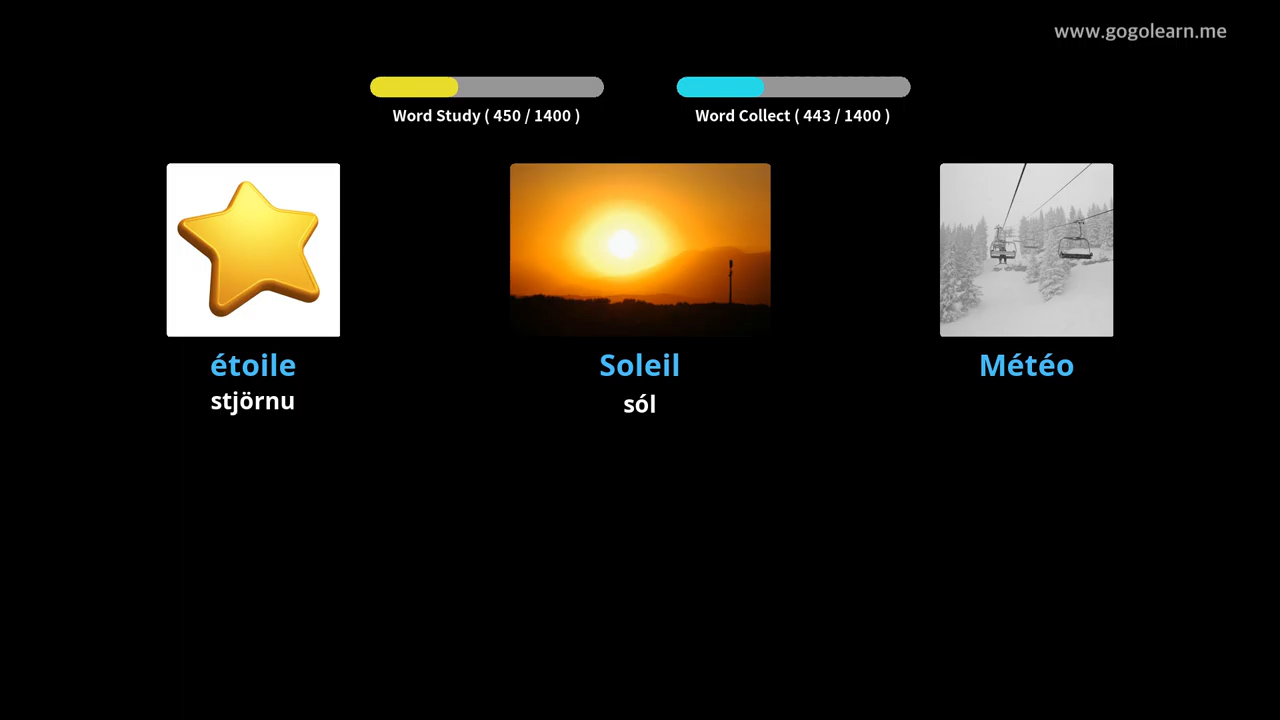 www.gogolearn.me
Word Study ( 450 / 1400 )
Word Collect ( 443 / 1400 )
étoile
stjörnu
Soleil
sól
Météo